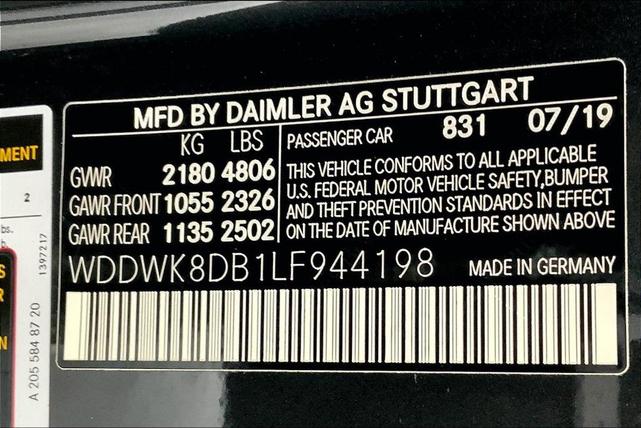 MFD BY DAIMLER AG STUTTGART
KG LBS
GVWR 2180 4806
GAWR FRONT 1055 2326
GAWR REAR 1135 2502
PASSENGER CAR 831 07/19
THIS VEHICLE CONFORMS TO ALL APPLICABLE
U.S. FEDERAL MOTOR VEHICLE SAFETY,BUMPER
AND THEFT PREVENTION STANDARDS IN EFFECT
ON THE DATE OF MANUFACTURE SHOWN ABOVE
WDDWK8DB1LF944198 MADE IN GERMANY
MENT
2
bs.
b.
1397217
A 205 584 87 20
S
R
N